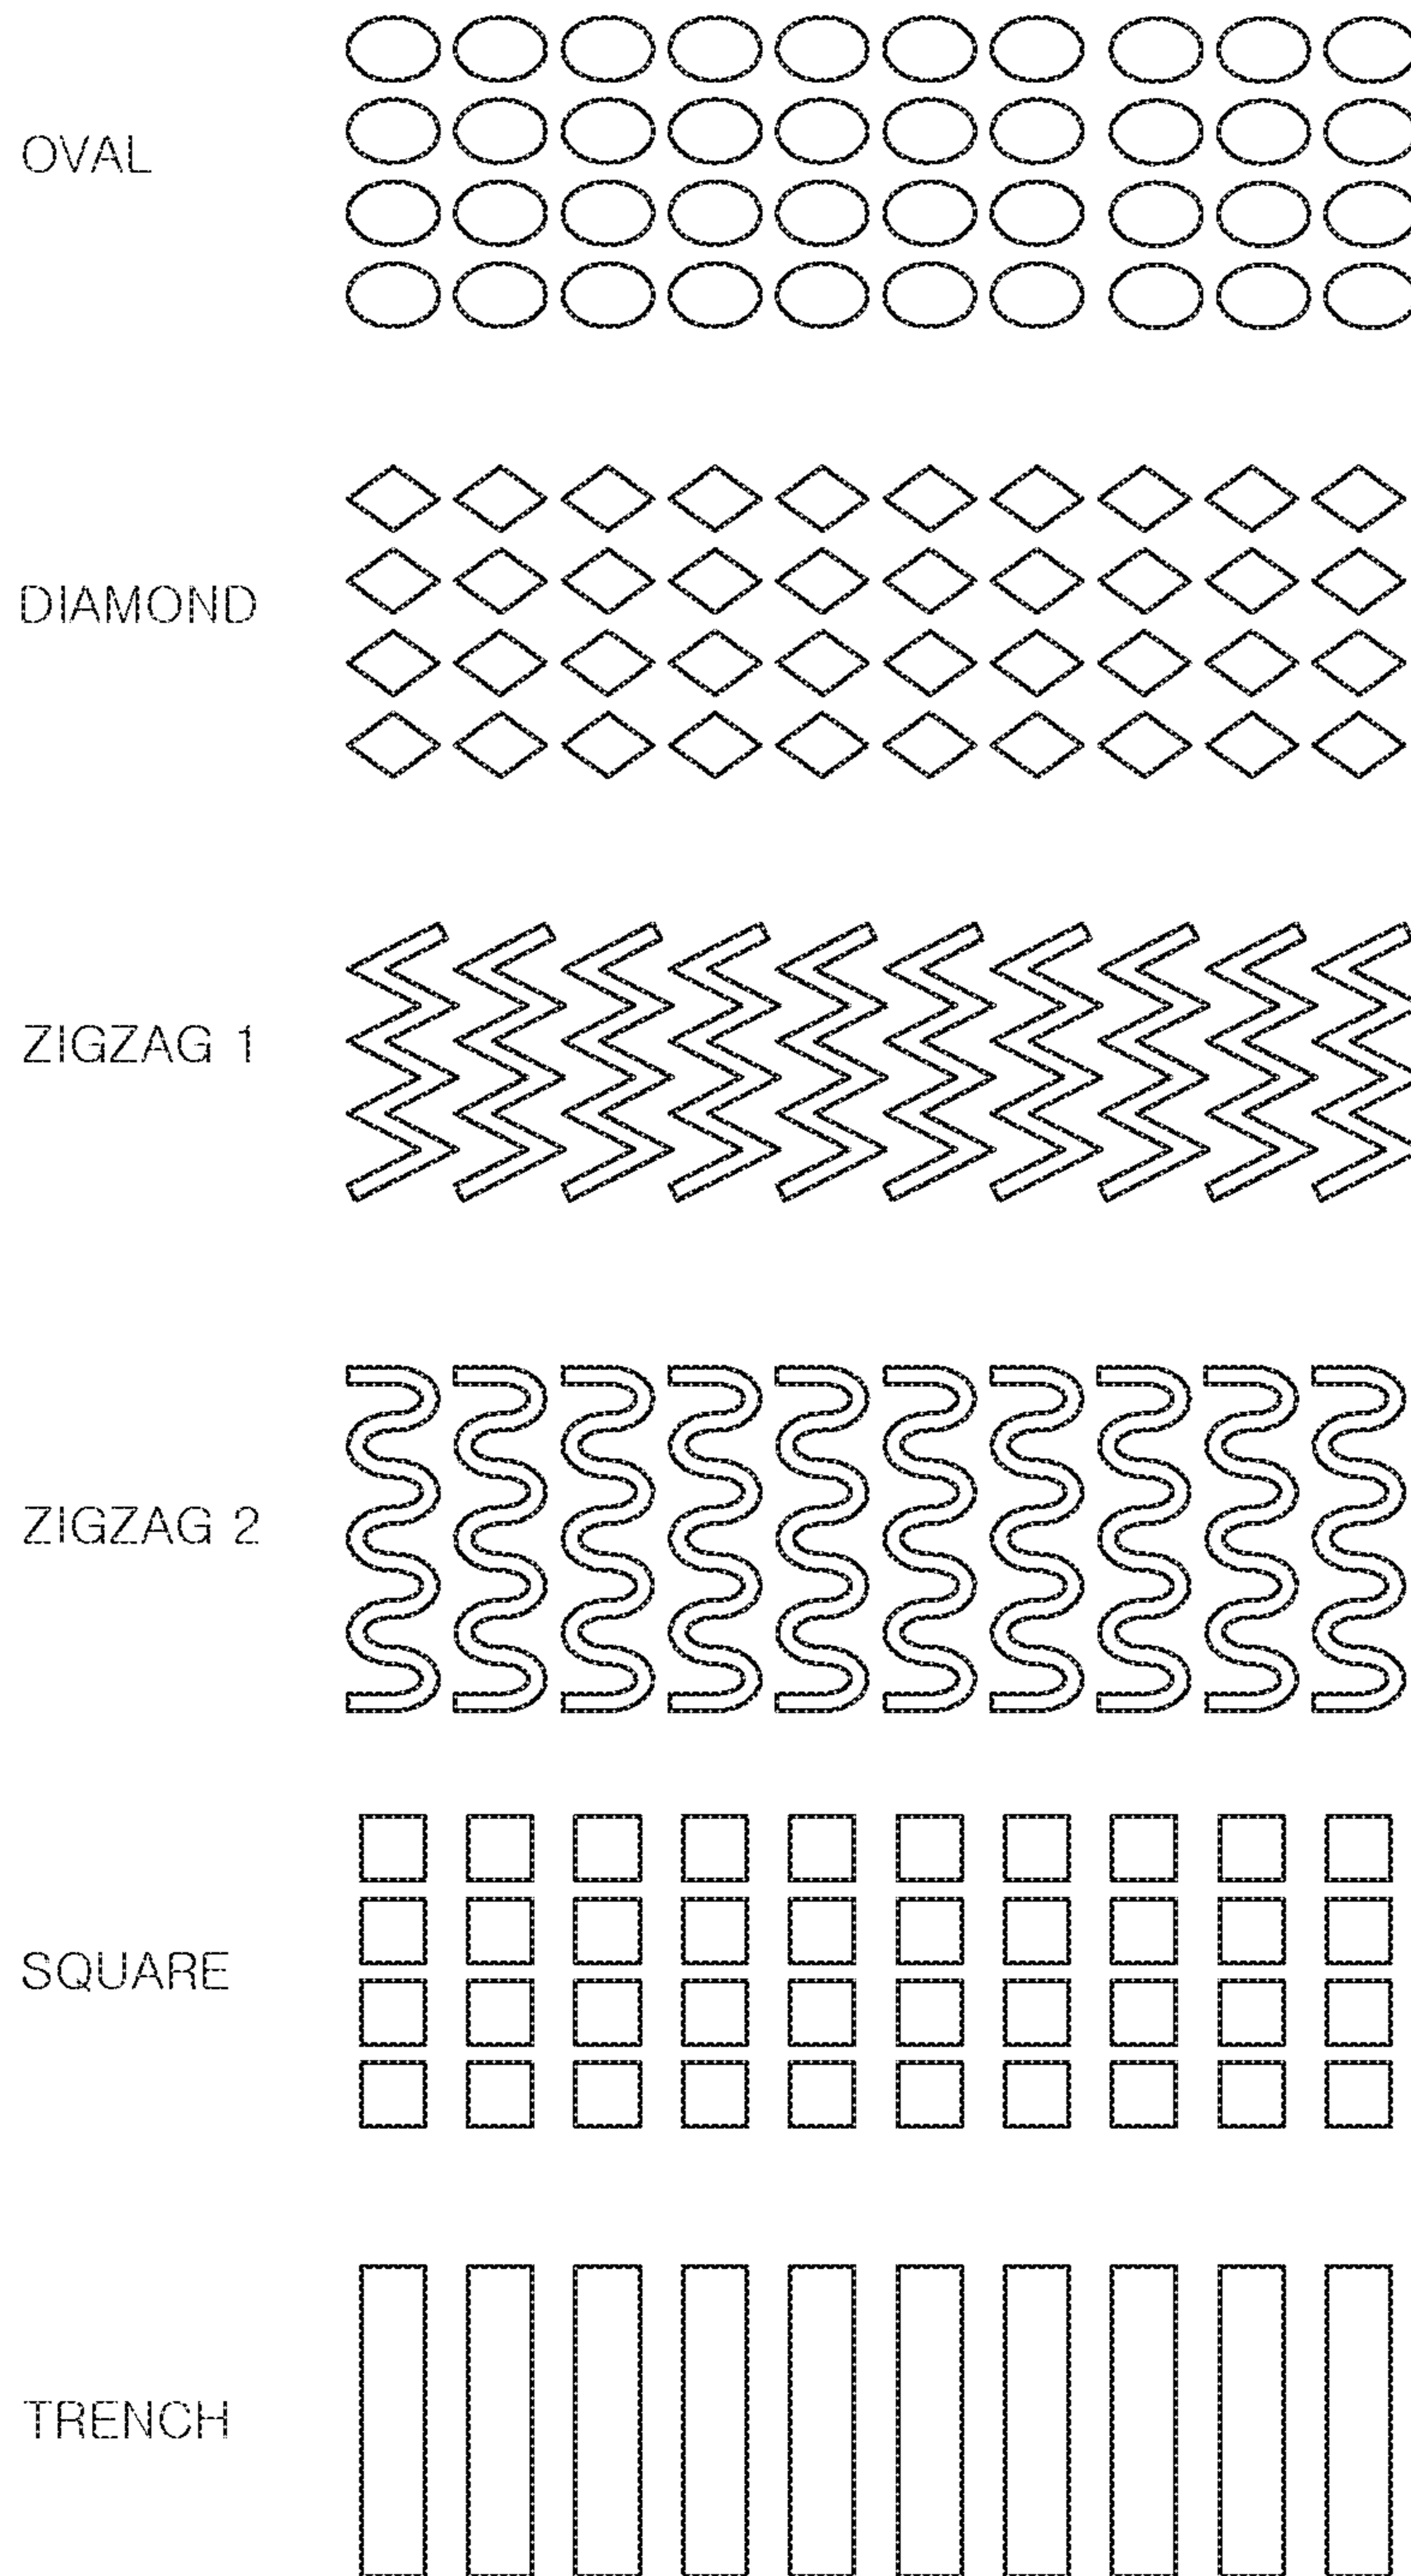 OVAL
DIAMOND
ZIGZAG 1
ZIGZAG 2
SQUARE
TRENCH